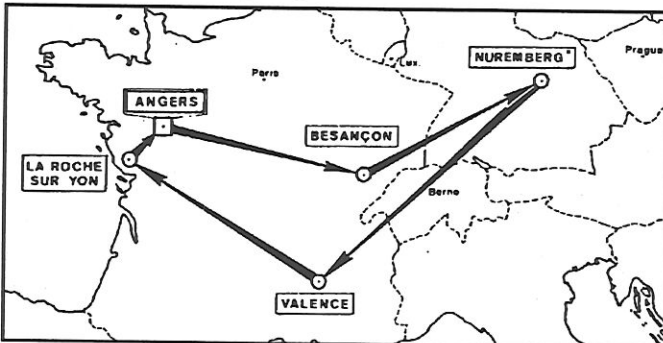 NUREMBERG*
Prague
Lux.
Paris
ANGERS
BESANÇON
LA ROCHE
SUR YON
Berne
VALENCE